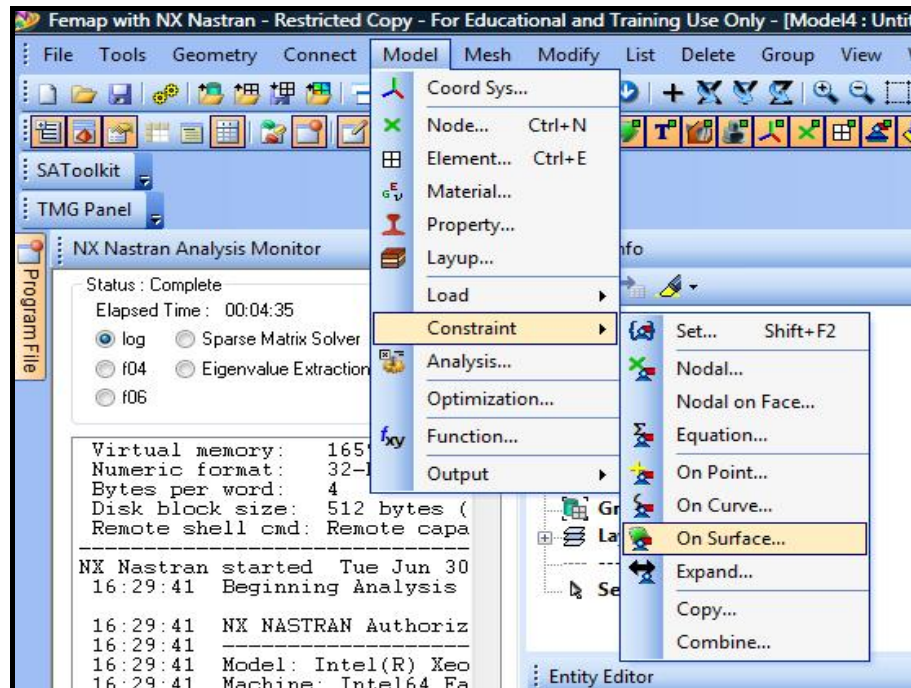 Femap with NX Nastran - Restricted Copy - For Educational and Training Use Only - [Model4 : Unti
File Tools Geometry Connect Model Mesh Modify List Delete Group View
Coord Sys...
Node... Ctrl+N
Element... Ctrl+E
Material...
Property...
Layup...
Load
Constraint
Analysis...
Optimization...
Function...
Output
Set... Shift+F2
Nodal...
Nodal on Face...
Equation...
On Point...
On Curve...
On Surface...
Expand...
Copy...
Combine...
SAToolkit
TMG Panel
Program File
NX Nastran Analysis Monitor
Status : Complete
Elapsed Time : 00:04:35
log Sparse Matrix Solver
f04 Eigenvalue Extraction
f06
Virtual memory: 165
Numeric format: 32-
Bytes per word: 4
Disk block size: 512 bytes (
Remote shell cmd: Remote capa
NX Nastran started Tue Jun 30
16:29:41 Beginning Analysis
16:29:41 NX NASTRAN Authoriz
16:29:41 --------------------
16:29:41 Model: Intel(R) Xeo
16:29:41 Machine: Intel64 Fa
nfo
Gr
La
Se
Entity Editor